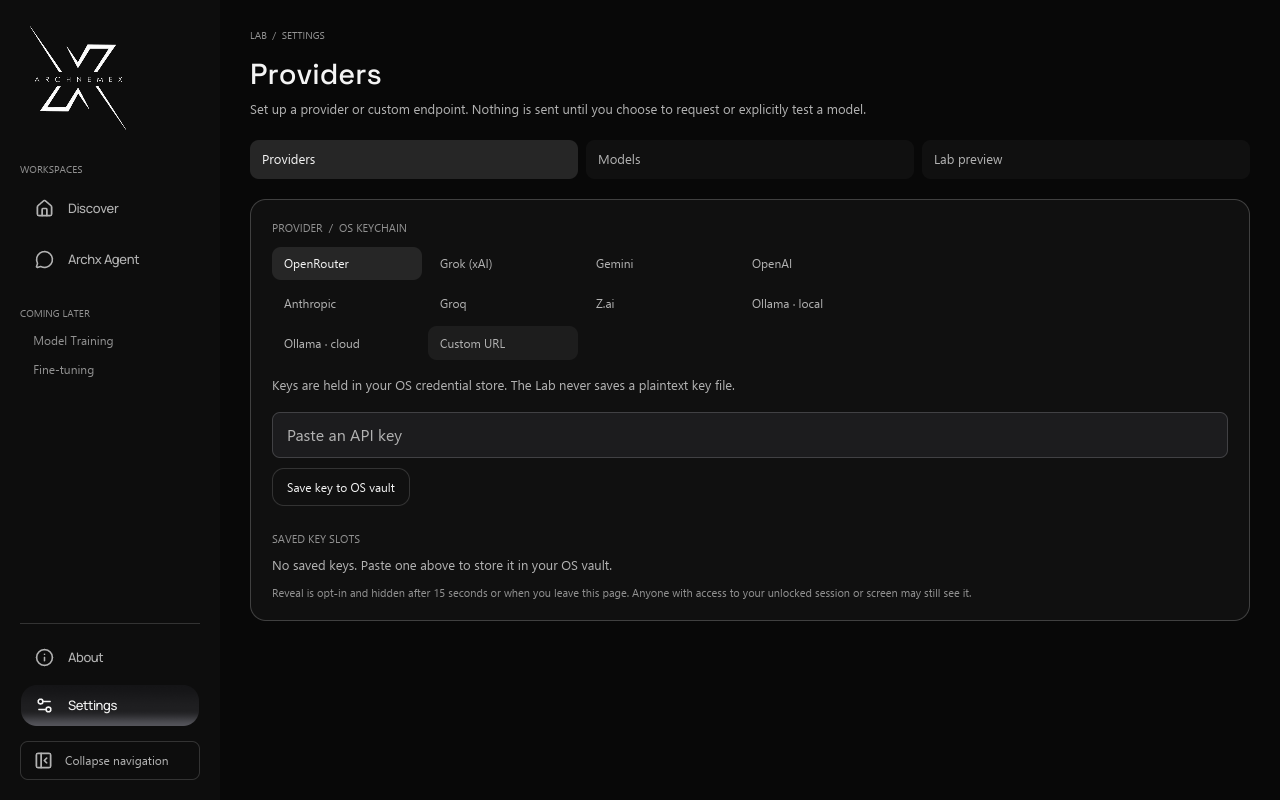 ARCHNEMEX
WORKSPACES
Discover
Archx Agent
COMING LATER
Model Training
Fine-tuning
About
Settings
Collapse navigation
LAB / SETTINGS
Providers
Set up a provider or custom endpoint. Nothing is sent until you choose to request or explicitly test a model.
Providers Models Lab preview
PROVIDER / OS KEYCHAIN
OpenRouter Grok (xAI) Gemini OpenAI
Anthropic Groq Z.ai Ollama · local
Ollama · cloud Custom URL
Keys are held in your OS credential store. The Lab never saves a plaintext key file.
Paste an API key
Save key to OS vault
SAVED KEY SLOTS
No saved keys. Paste one above to store it in your OS vault.
Reveal is opt-in and hidden after 15 seconds or when you leave this page. Anyone with access to your unlocked session or screen may still see it.